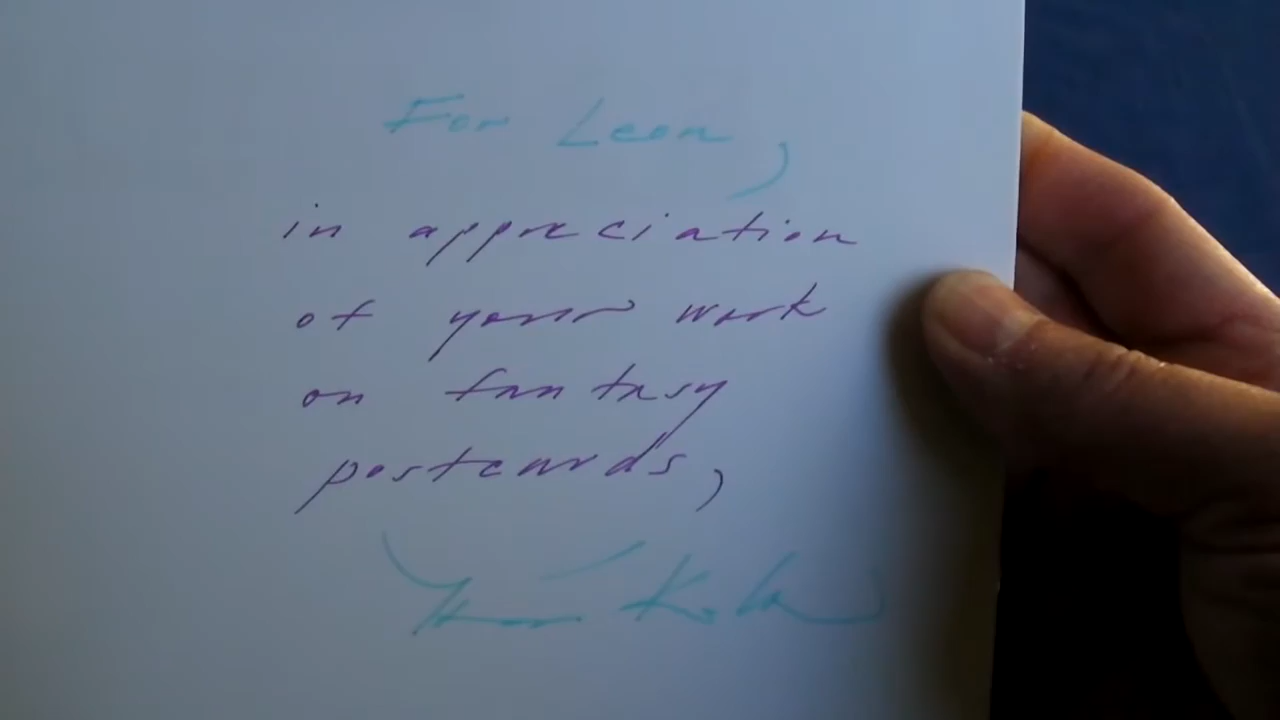 For Leon,
in appreciation
of your work
on fantasy
postcards,